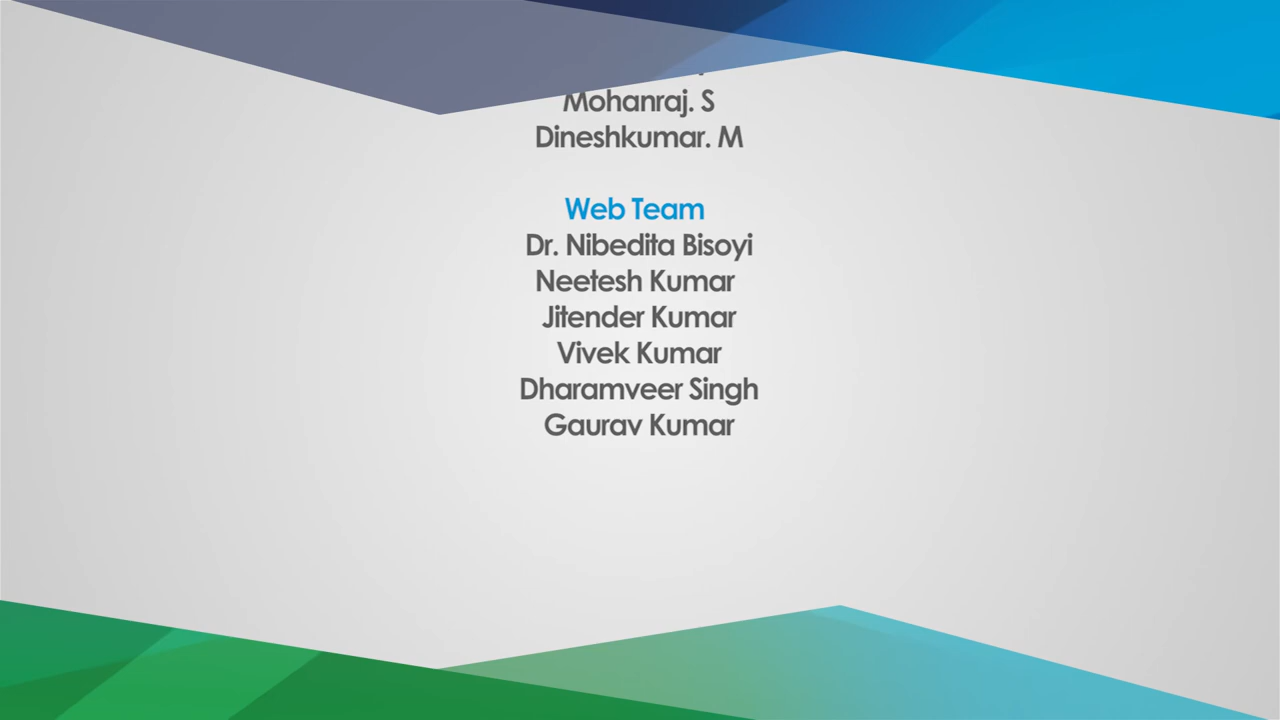 Mohanraj. S
Dineshkumar. M
Web Team
Dr. Nibedita Bisoyi
Neetesh Kumar
Jitender Kumar
Vivek Kumar
Dharamveer Singh
Gaurav Kumar